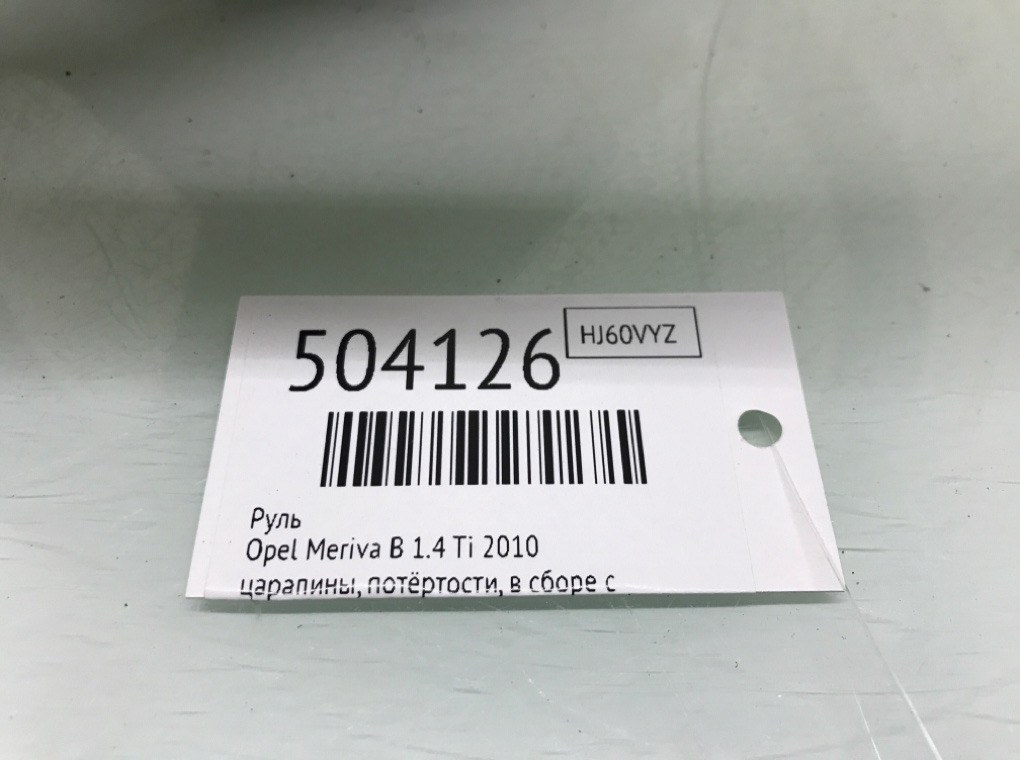 504126
HJ60VYZ
Руль
Opel Meriva B 1.4 Ti 2010
царапины, потёртости, в сборе с